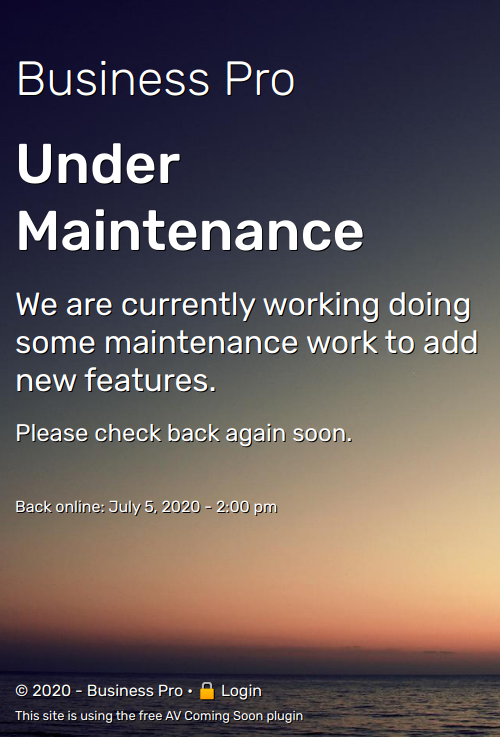 Business Pro
Under
Maintenance
We are currently working doing
some maintenance work to add
new features.
Please check back again soon.
Back online: July 5, 2020 - 2:00 pm
© 2020 - Business Pro • 🔒 Login
This site is using the free AV Coming Soon plugin